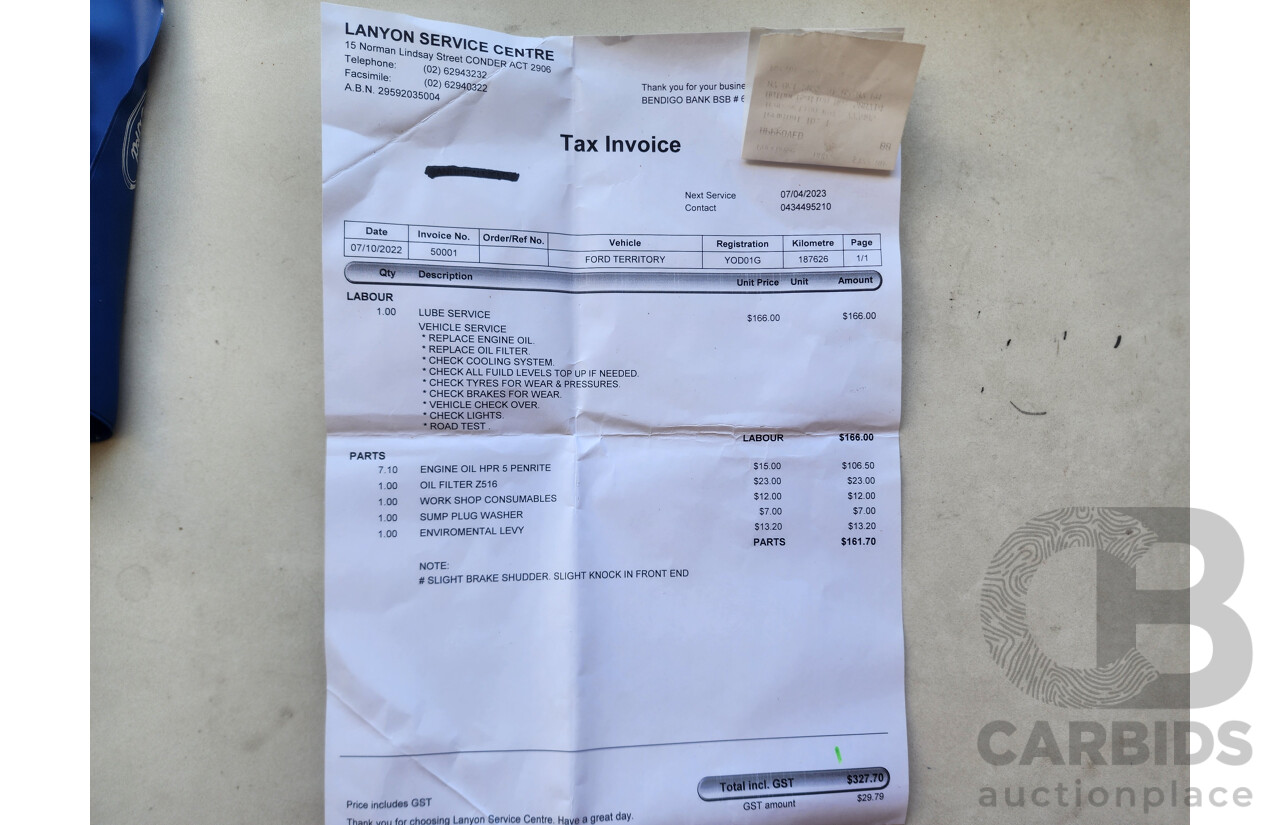 LANYON SERVICE CENTRE
15 Norman Lindsay Street CONDER ACT 2906
Telephone: (02) 62943232
Facsimile: (02) 62940322
A.B.N. 29592035004
Thank you for your busine
BENDIGO BANK BSB # 6
Tax Invoice
Next Service 07/04/2023
Contact 0434495210
Date Invoice No. Order/Ref No. Vehicle Registration Kilometre Page
07/10/2022 50001 FORD TERRITORY YOD01G 187626 1/1
Qty Description Unit Price Unit Amount
LABOUR
1.00 LUBE SERVICE $166.00 $166.00
VEHICLE SERVICE
* REPLACE ENGINE OIL.
* REPLACE OIL FILTER.
* CHECK COOLING SYSTEM.
* CHECK ALL FUILD LEVELS TOP UP IF NEEDED.
* CHECK TYRES FOR WEAR & PRESSURES.
* CHECK BRAKES FOR WEAR.
* VEHICLE CHECK OVER.
* CHECK LIGHTS.
* ROAD TEST .
LABOUR $166.00
PARTS
7.10 ENGINE OIL HPR 5 PENRITE $15.00 $106.50
1.00 OIL FILTER Z516 $23.00 $23.00
1.00 WORK SHOP CONSUMABLES $12.00 $12.00
1.00 SUMP PLUG WASHER $7.00 $7.00
1.00 ENVIROMENTAL LEVY $13.20 $13.20
PARTS $161.70
NOTE:
# SLIGHT BRAKE SHUDDER. SLIGHT KNOCK IN FRONT END
Total incl. GST $327.70
GST amount $29.79
Price includes GST
Thank you for choosing Lanyon Service Centre. Have a great day.
CB
CARBIDS
auctionplace